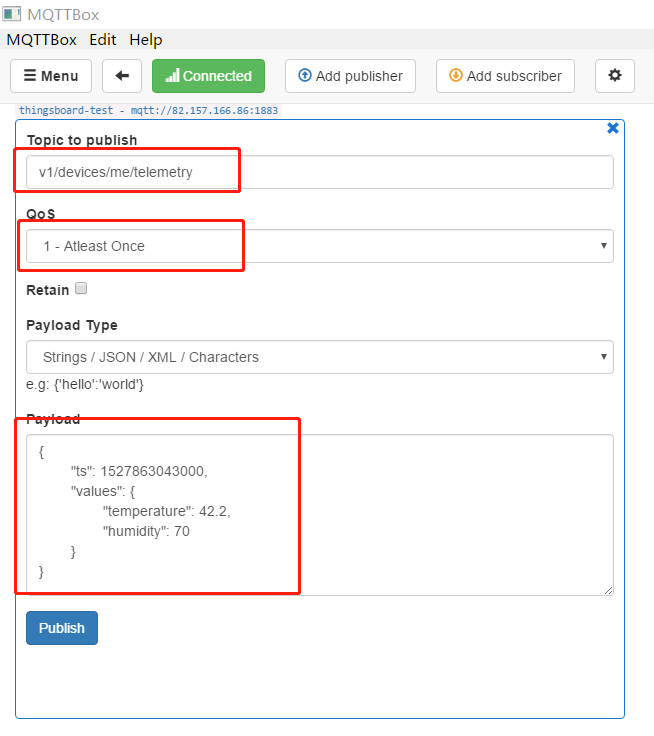 MQTTBox
MQTTBox Edit Help
Menu Connected Add publisher Add subscriber
thingsboard-test - mqtt://82.157.166.86:1883
Topic to publish
v1/devices/me/telemetry
QoS
1 - Atleast Once
Retain
Payload Type
Strings / JSON / XML / Characters
e.g: {'hello':'world'}
Payload
{
"ts": 1527863043000,
"values": {
"temperature": 42.2,
"humidity": 70
}
}
Publish